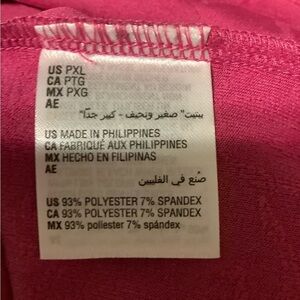 US PXL
CA PTG
MX PXG
AE
بيتيت" صغير ونحيف - كبير جداً"
US MADE IN PHILIPPINES
CA FABRIQUÉ AUX PHILIPPINES
MX HECHO EN FILIPINAS
AE
صُنع في الفلبين
US 93% POLYESTER 7% SPANDEX
CA 93% POLYESTER 7% SPANDEX
MX 93% poliester 7% spándex